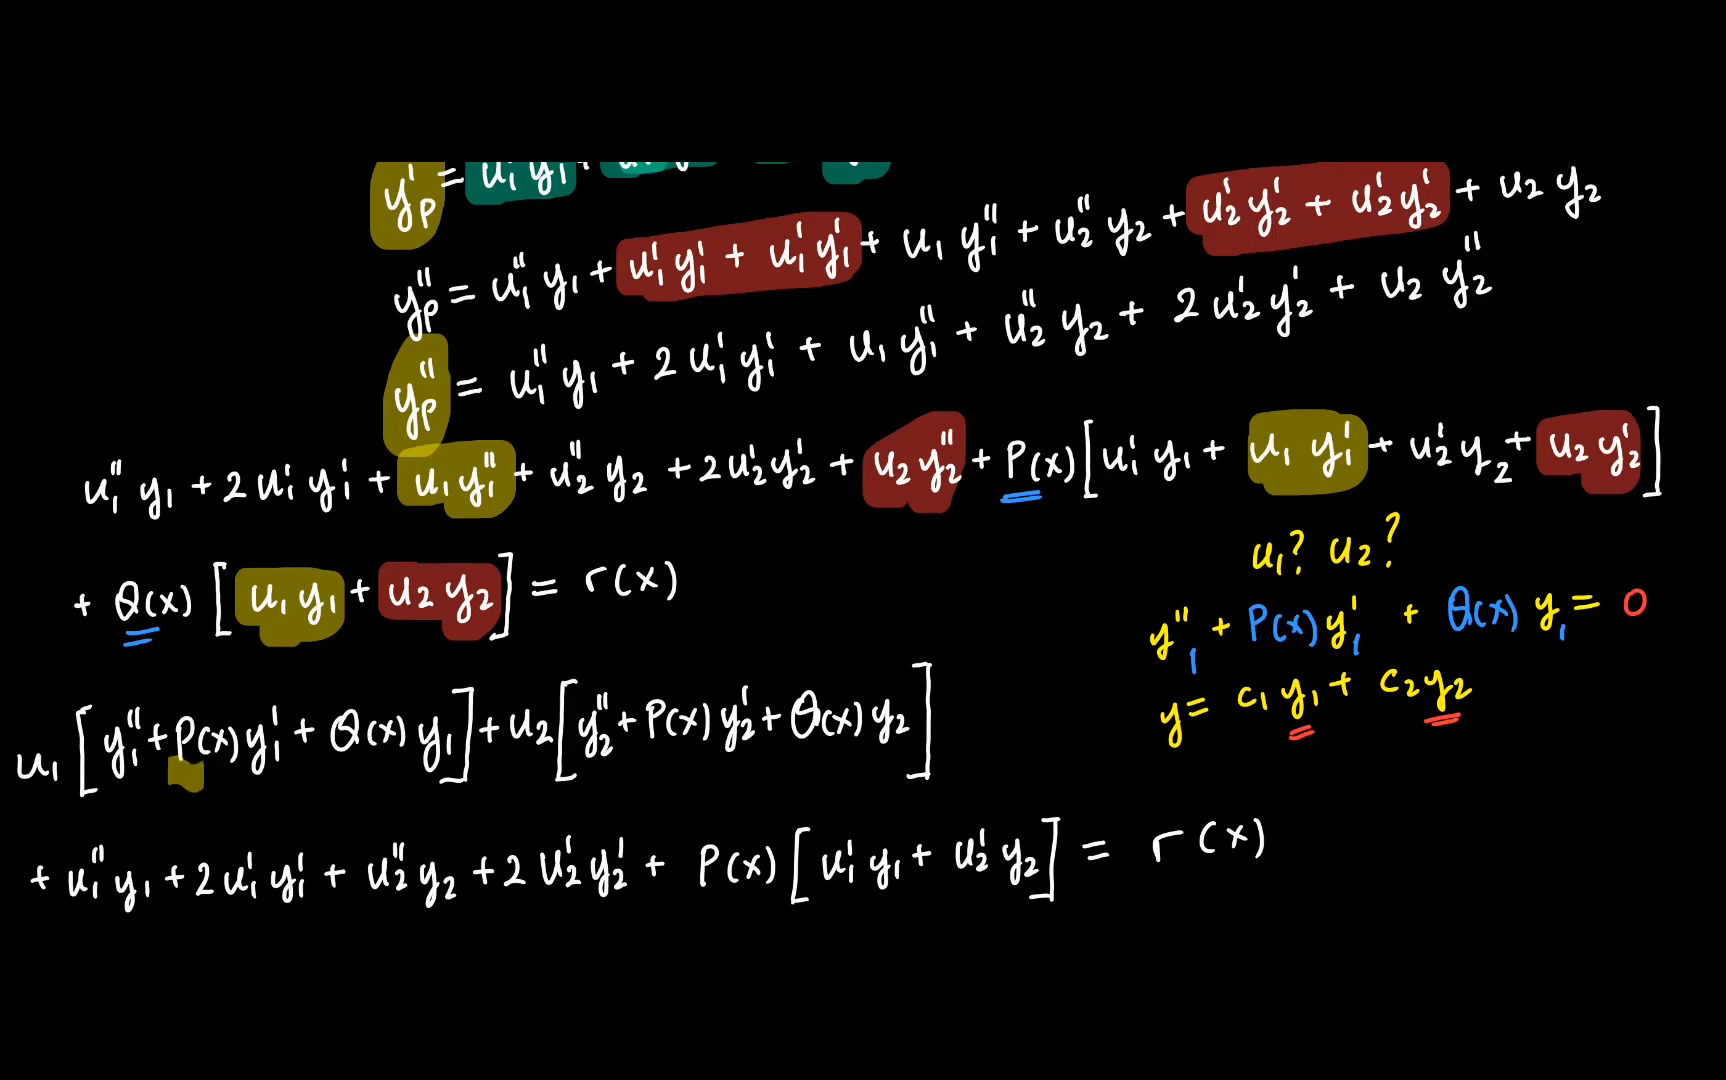 y'p = u'1 y1 +
y''p = u''1 y1 + u'1 y'1 + u'1 y'1 + u1 y''1 + u''2 y2 + u'2 y'2 + u'2 y'2 + u2 y''2
y''p = u''1 y1 + 2 u'1 y'1 + u1 y''1 + u''2 y2 + 2 u'2 y'2 + u2 y''2
u''1 y1 + 2 u'1 y'1 + u1 y''1 + u''2 y2 + 2 u'2 y'2 + u2 y''2 + P(x) [ u'1 y1 + u1 y'1 + u'2 y2 + u2 y'2 ]
u1? u2?
+ Q(x) [ u1 y1 + u2 y2 ] = r(x)
y''1 + P(x) y'1 + Q(x) y1 = 0
y = c1 y1 + c2 y2
u1 [ y''1 + P(x) y'1 + Q(x) y1 ] + u2 [ y''2 + P(x) y'2 + Q(x) y2 ]
+ u''1 y1 + 2 u'1 y'1 + u''2 y2 + 2 u'2 y'2 + P(x) [ u'1 y1 + u'2 y2 ] = r(x)